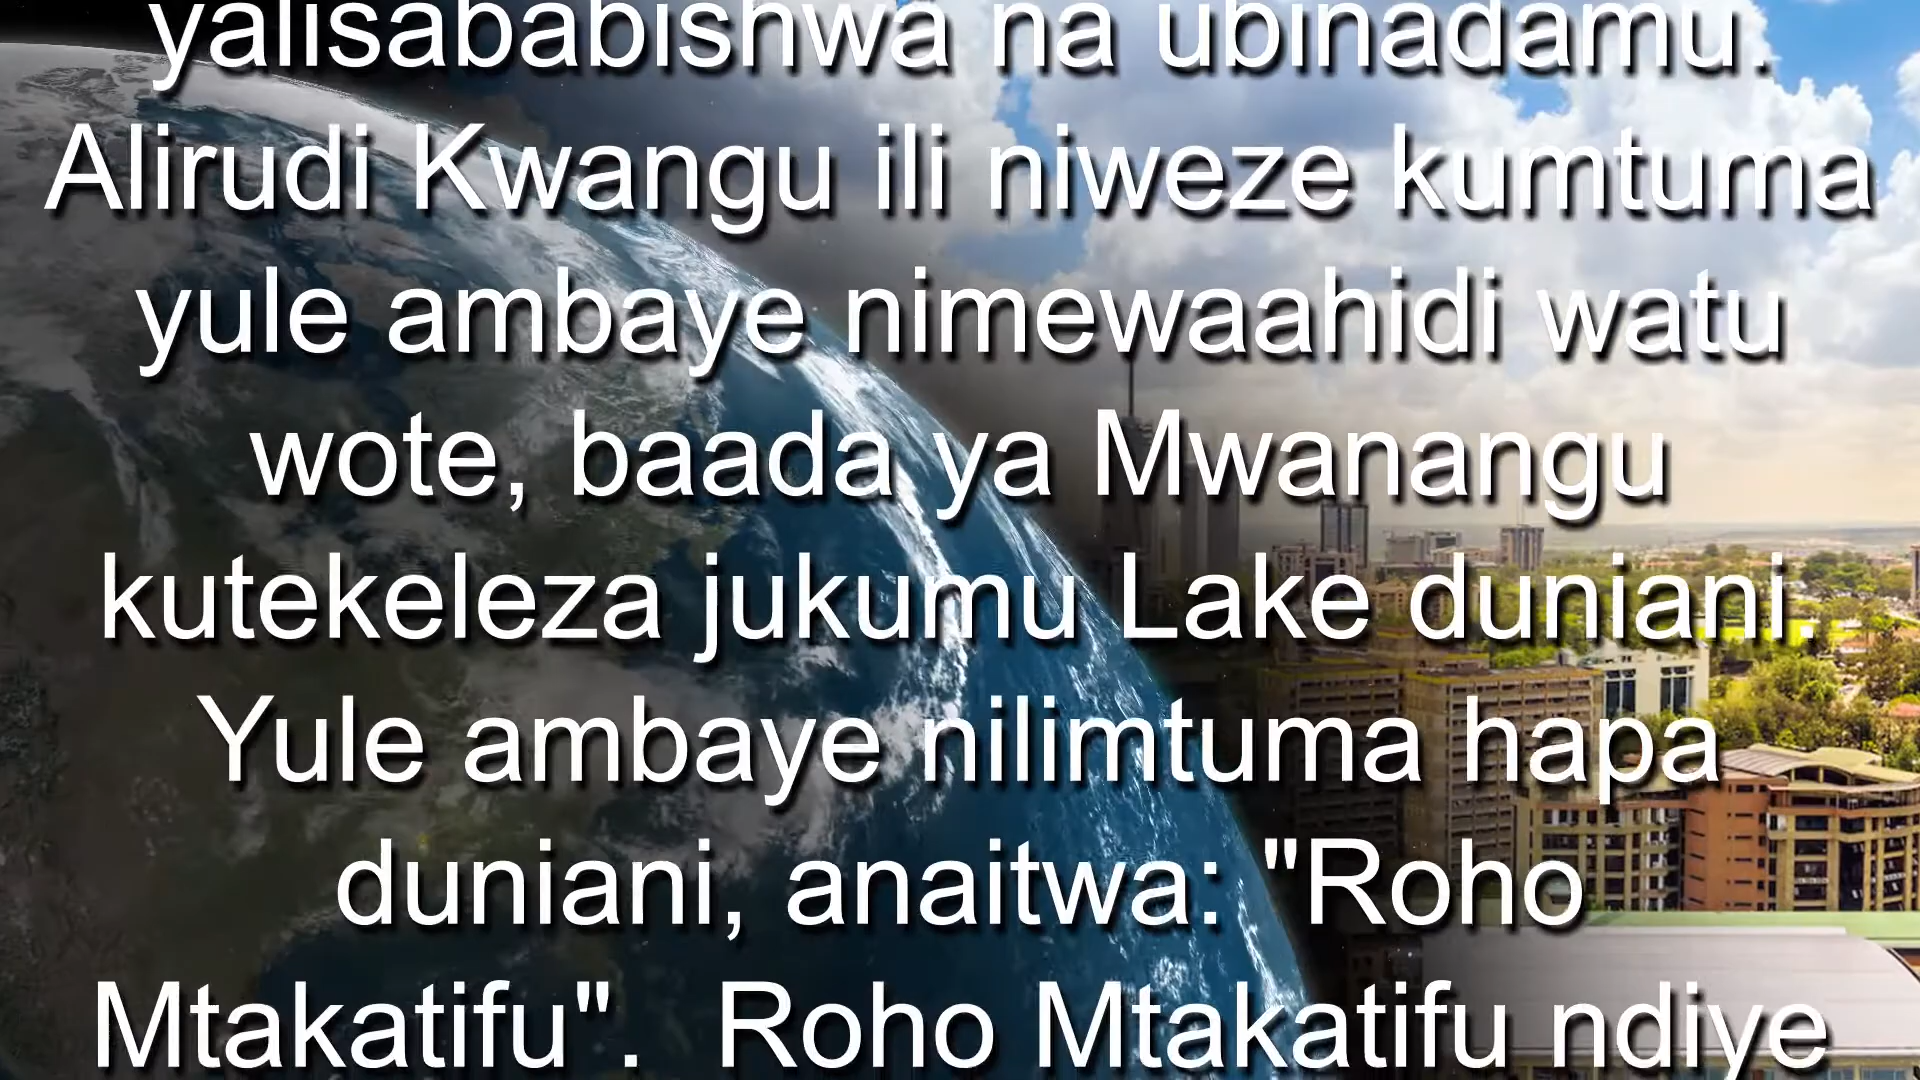 yalisababishwa na ubinadamu.
Alirudi Kwangu ili niweze kumtuma
yule ambaye nimewaahidi watu
wote, baada ya Mwanangu
kutekeleza jukumu Lake duniani.
Yule ambaye nilimtuma hapa
duniani, anaitwa: "Roho
Mtakatifu".  Roho Mtakatifu ndiye